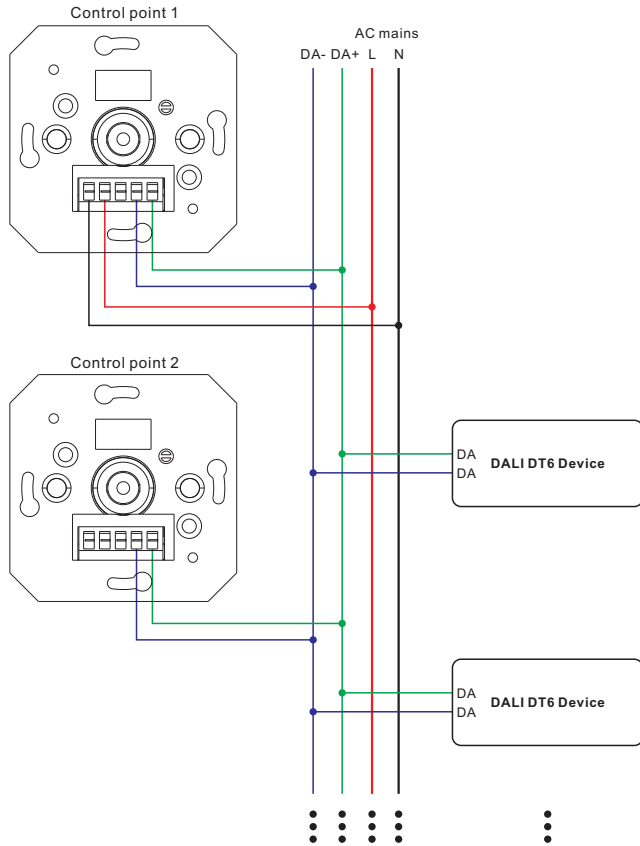 Control point 1
AC mains
DA- DA+ L N
Control point 2
DA
DALI DT6 Device
DA
DA
DALI DT6 Device
DA